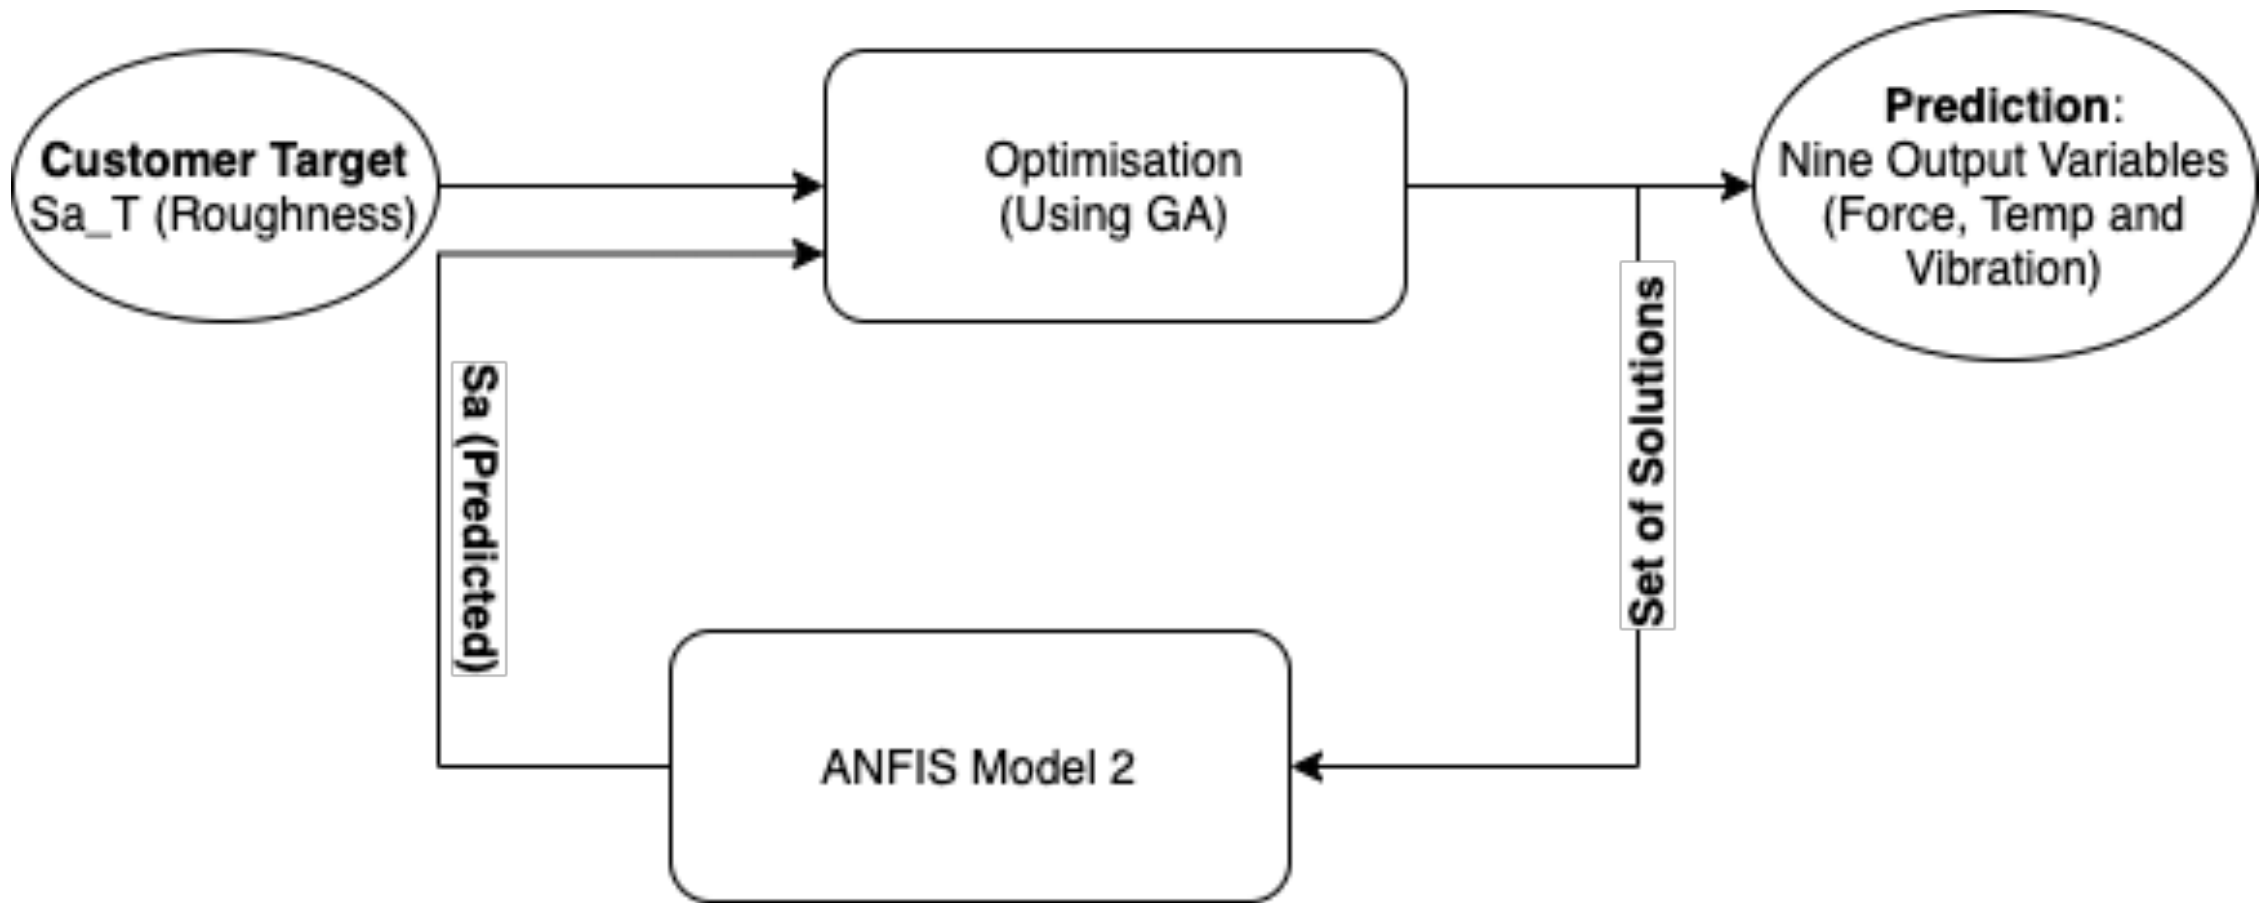 Customer Target
Sa_T (Roughness)
Optimisation
(Using GA)
Prediction:
Nine Output Variables
(Force, Temp and
Vibration)
Sa (Predicted)
Set of Solutions
ANFIS Model 2